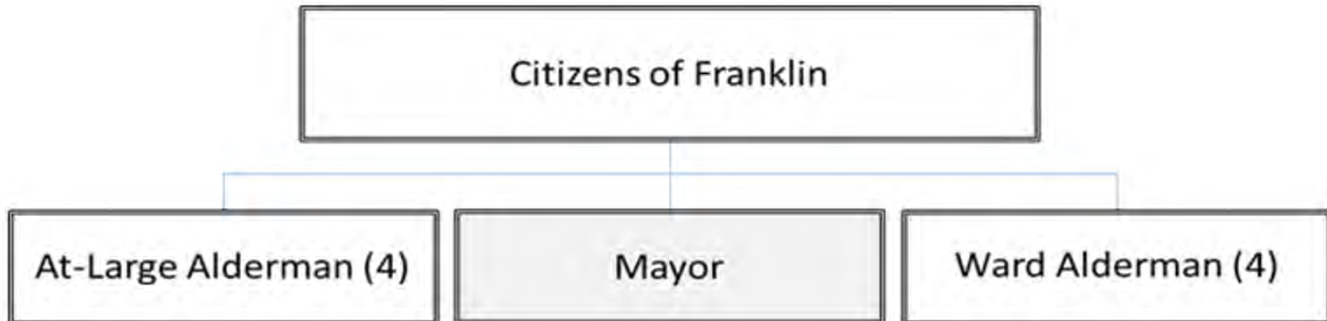 Citizens of Franklin
At-Large Alderman (4)
Mayor
Ward Alderman (4)